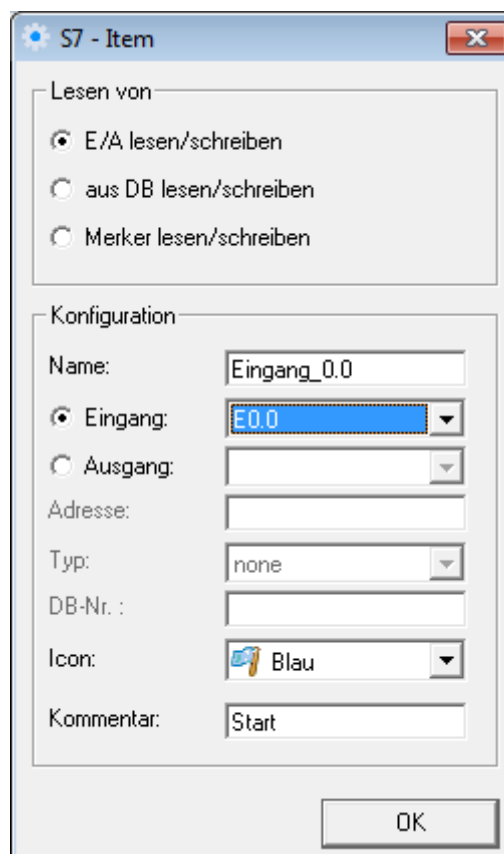 S7 - Item
Lesen von
E/A lesen/schreiben
aus DB lesen/schreiben
Merker lesen/schreiben
Konfiguration
Name: Eingang_0.0
Eingang: E0.0
Ausgang:
Adresse:
Typ: none
DB-Nr. :
Icon: Blau
Kommentar: Start
OK